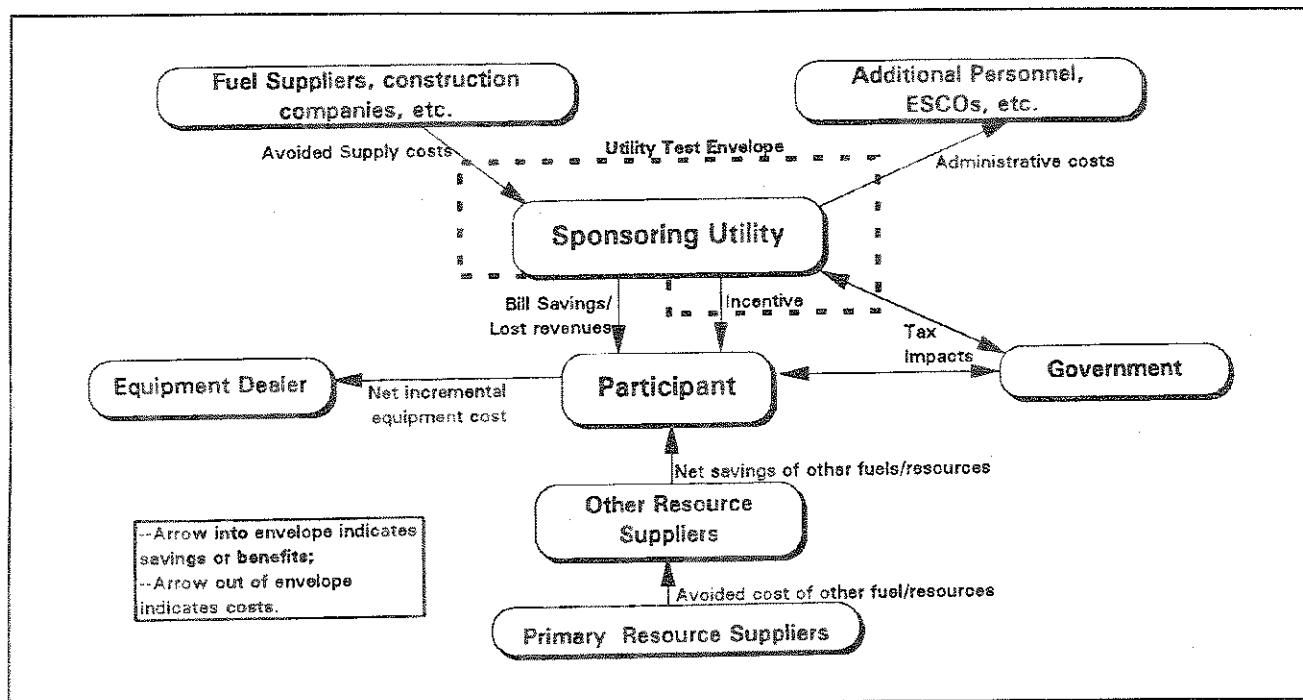 Fuel Suppliers, construction
companies, etc.
Additional Personnel,
ESCOs, etc.
Avoided Supply costs
Utility Test Envelope
Administrative costs
Sponsoring Utility
Bill Savings/
Lost revenues
Incentive
Tax
Impacts
Government
Equipment Dealer
Net incremental
equipment cost
Participant
Net savings of other fuels/resources
Other Resource
Suppliers
--Arrow into envelope indicates
savings or benefits;
--Arrow out of envelope
indicates costs.
Avoided cost of other fuel/resources
Primary Resource Suppliers